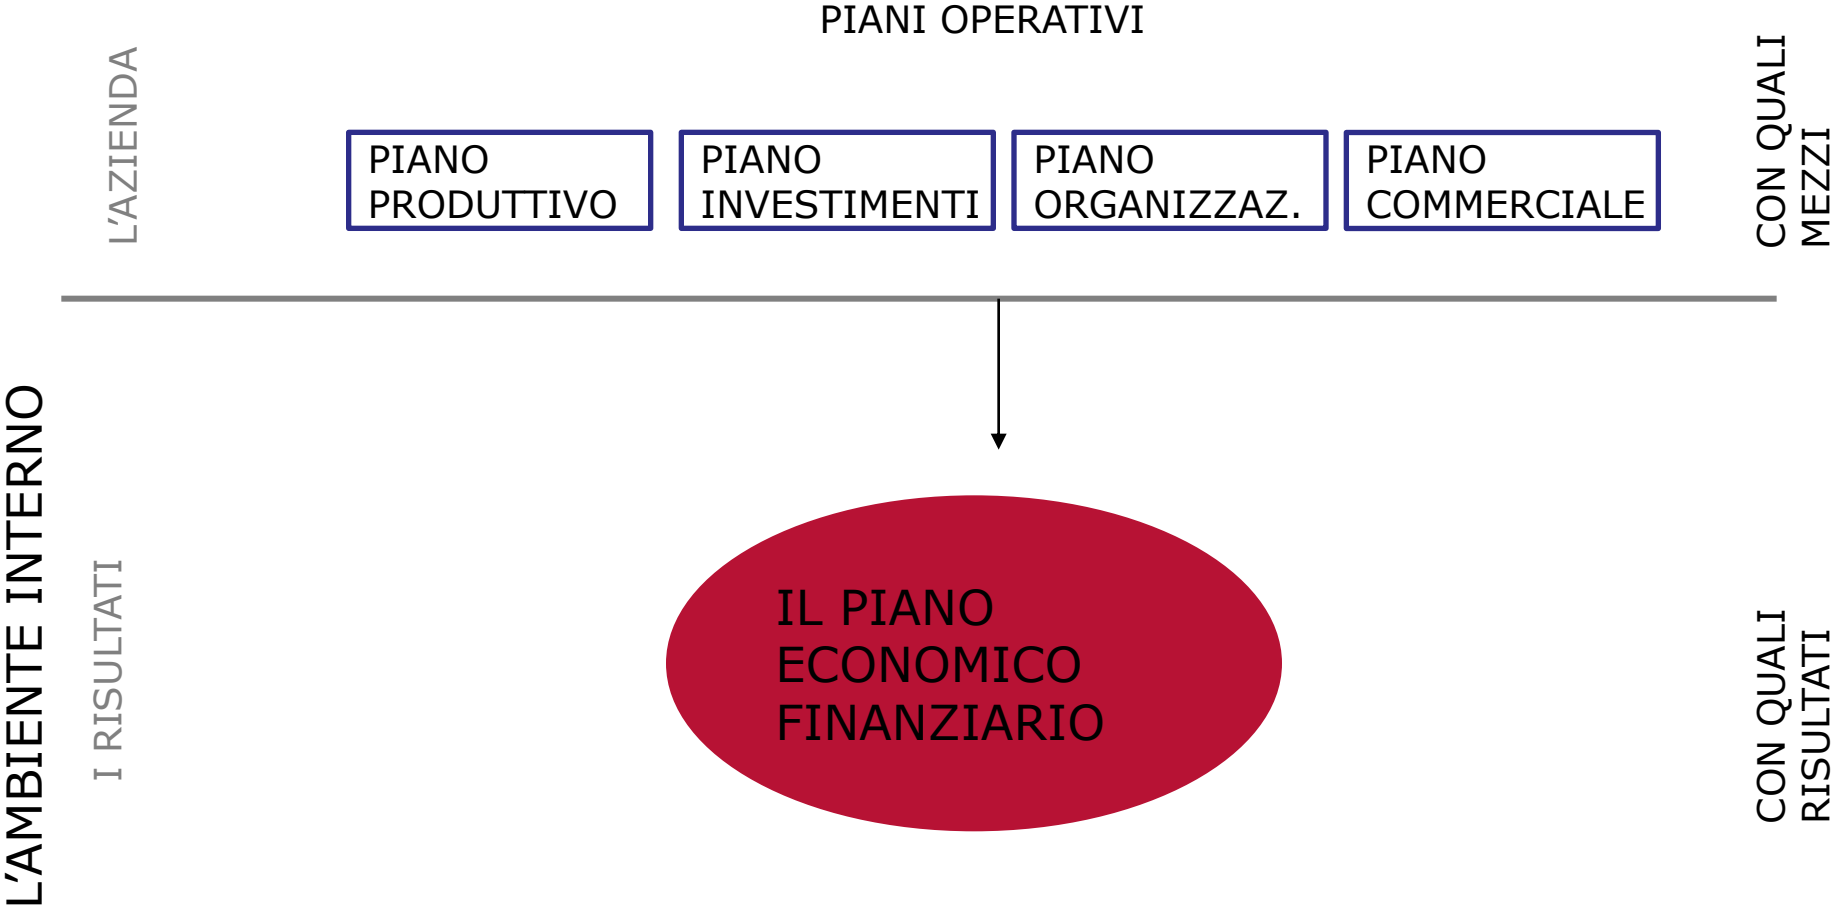 PIANI OPERATIVI
L'AZIENDA
PIANO
PRODUTTIVO
PIANO
INVESTIMENTI
PIANO
ORGANIZZAZ.
PIANO
COMMERCIALE
CON QUALI
MEZZI
L'AMBIENTE INTERNO
I RISULTATI
IL PIANO
ECONOMICO
FINANZIARIO
CON QUALI
RISULTATI